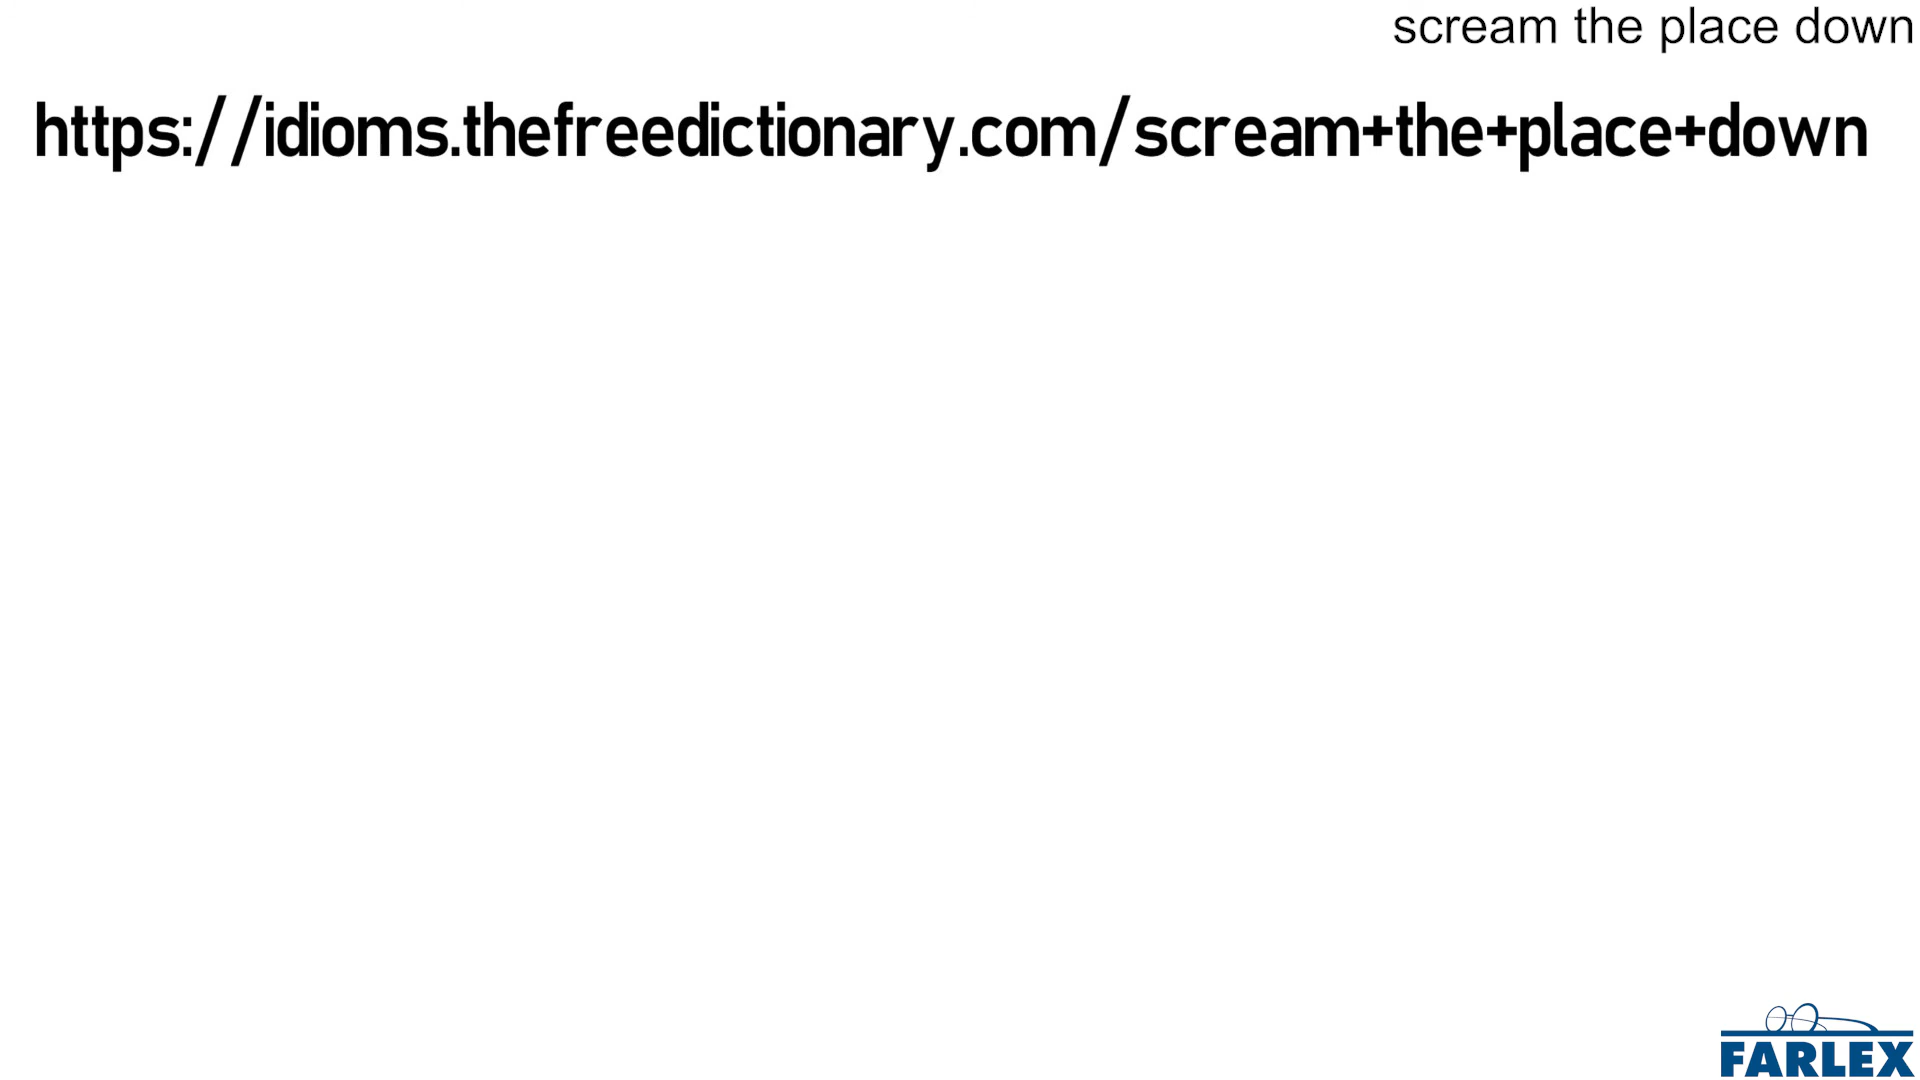 scream the place down
https://idioms.thefreedictionary.com/scream+the+place+down
FARLEX